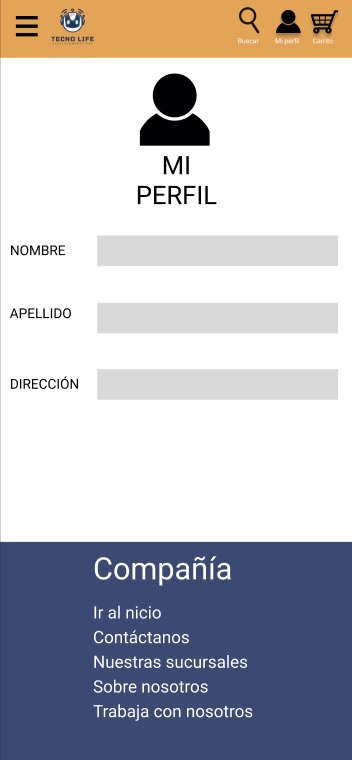 TECNO LIFE
Buscar
Mi perfil
Carrito
MI
PERFIL
NOMBRE
APELLIDO
DIRECCIÓN
Compañía
Ir al nicio
Contáctanos
Nuestras sucursales
Sobre nosotros
Trabaja con nosotros